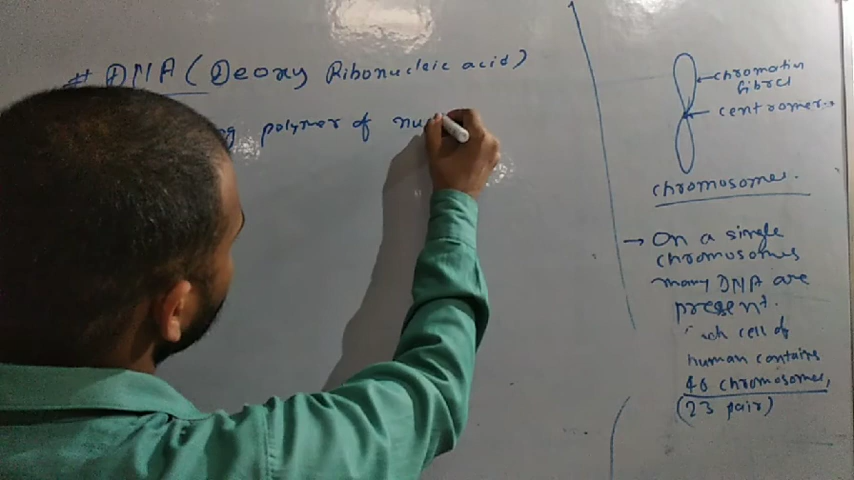 # DNA (Deoxy Ribonucleic acid)
polymer of nu
chromatin
fibres
centromere
chromosomes.
→ On a single
chromosomes
many DNA are
present.
cell of
human contains
46 chromosomes,
(23 pair)